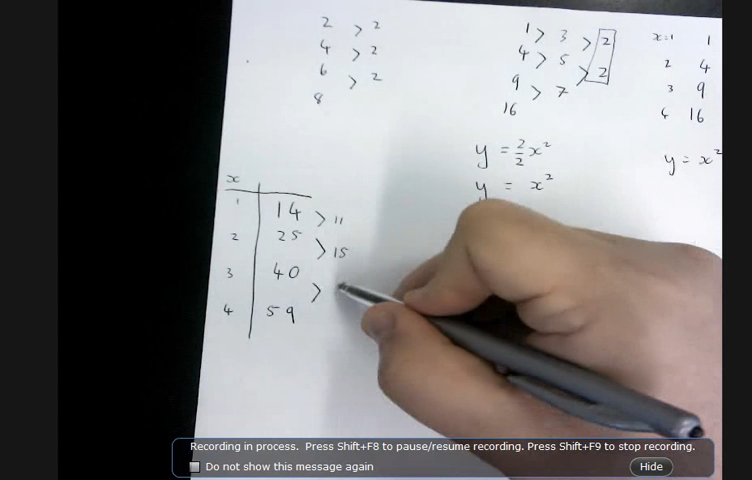 2 > 2
4 > 2
6 > 2
8
1 > 3 > 2
4 > 5 > 2
9 > 7
16
x=1 1
2 4
3 9
4 16
y = 2/2 x²
y = x²
y = x²
x
1 14 > 11
2 25 > 15
3 40 >
4 59
Recording in process. Press Shift+F8 to pause/resume recording. Press Shift+F9 to stop recording.
Do not show this message again
Hide